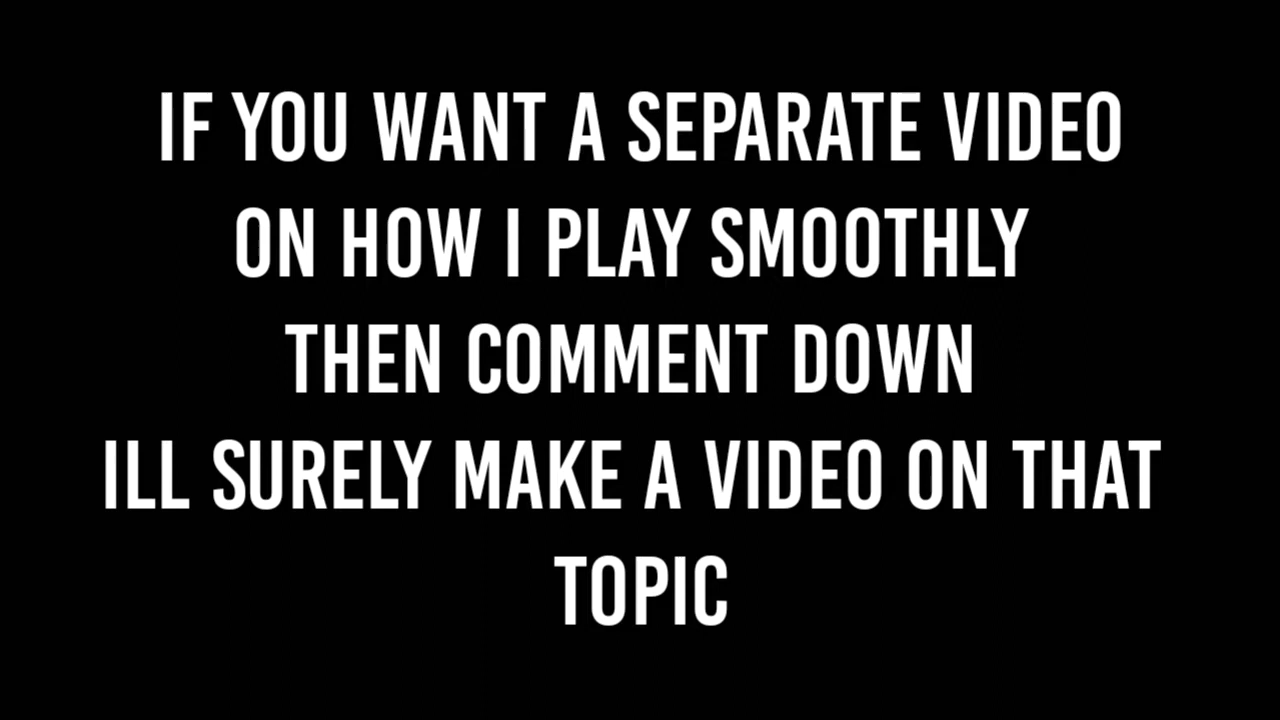 IF YOU WANT A SEPARATE VIDEO
ON HOW I PLAY SMOOTHLY
THEN COMMENT DOWN
ILL SURELY MAKE A VIDEO ON THAT
TOPIC